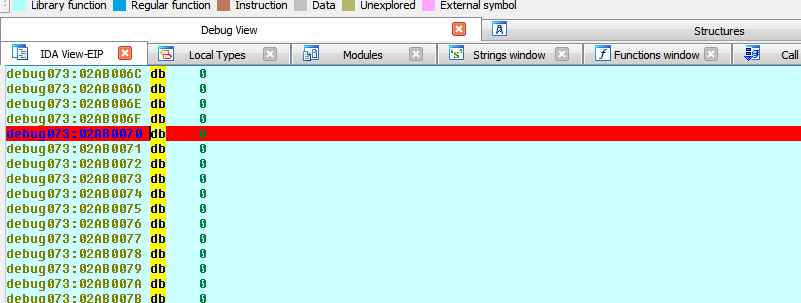 Library function Regular function Instruction Data Unexplored External symbol
Debug View Structures
IDA View-EIP Local Types Modules 's' Strings window f Functions window Call
debug073:02AB006C db 0
debug073:02AB006D db 0
debug073:02AB006E db 0
debug073:02AB006F db 0
debug073:02AB0070 db 0
debug073:02AB0071 db 0
debug073:02AB0072 db 0
debug073:02AB0073 db 0
debug073:02AB0074 db 0
debug073:02AB0075 db 0
debug073:02AB0076 db 0
debug073:02AB0077 db 0
debug073:02AB0078 db 0
debug073:02AB0079 db 0
debug073:02AB007A db 0
debug073:02AB007B db 0